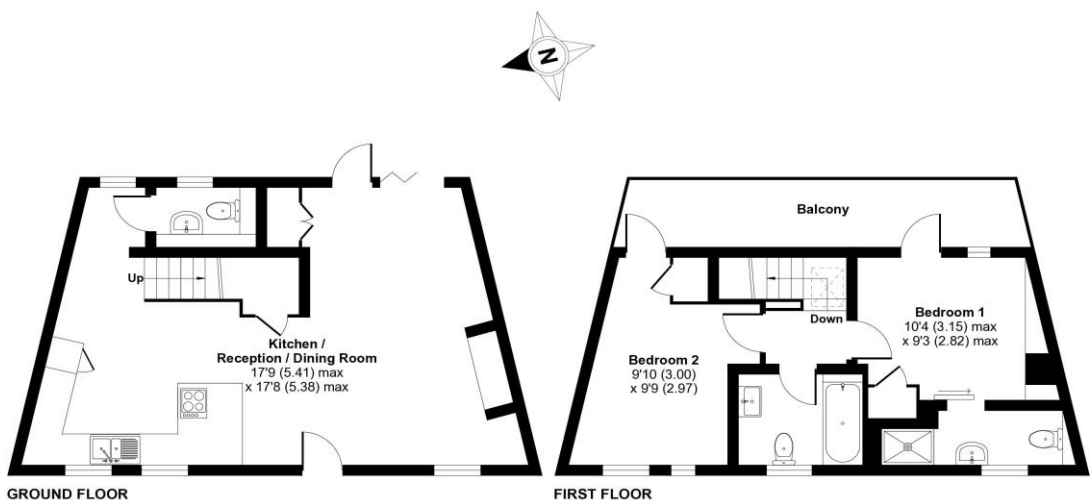 N
Up
Kitchen /
Reception / Dining Room
17'9 (5.41) max
x 17'8 (5.38) max
GROUND FLOOR
Balcony
Down
Bedroom 1
10'4 (3.15) max
x 9'3 (2.82) max
Bedroom 2
9'10 (3.00)
x 9'9 (2.97)
FIRST FLOOR